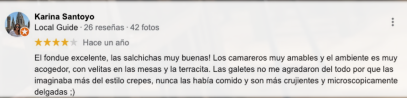 Karina Santoyo
Local Guide · 26 reseñas · 42 fotos
Hace un año
El fondue excelente, las salchichas muy buenas! Los camareros muy amables y el ambiente es muy
acogedor, con velitas en las mesas y la terracita. Las galetes no me agradaron del todo por que las
imaginaba más del estilo crepes, nunca las había comido y son más crujientes y microscopicamente
delgadas ;)